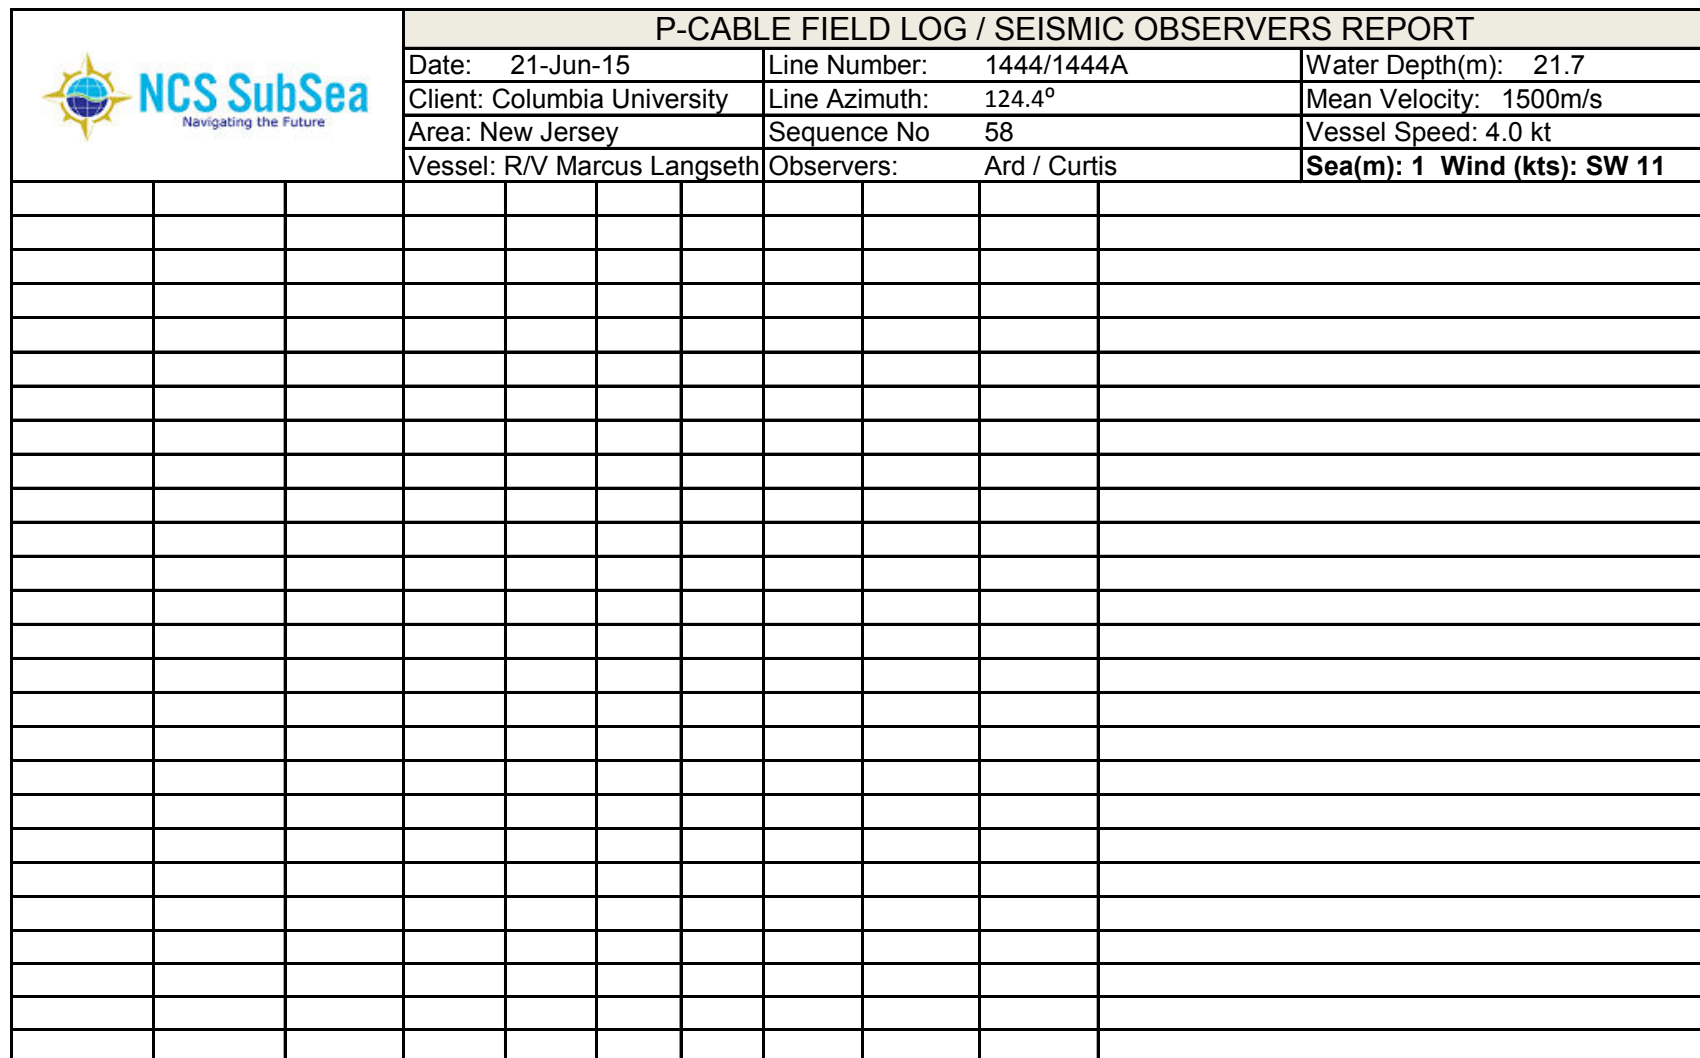 P-CABLE FIELD LOG / SEISMIC OBSERVERS REPORT
NCS SubSea
Navigating the Future
Date: 21-Jun-15 Line Number: 1444/1444A Water Depth(m): 21.7
Client: Columbia University Line Azimuth: 124.4º Mean Velocity: 1500m/s
Area: New Jersey Sequence No 58 Vessel Speed: 4.0 kt
Vessel: R/V Marcus Langseth Observers: Ard / Curtis Sea(m): 1 Wind (kts): SW 11